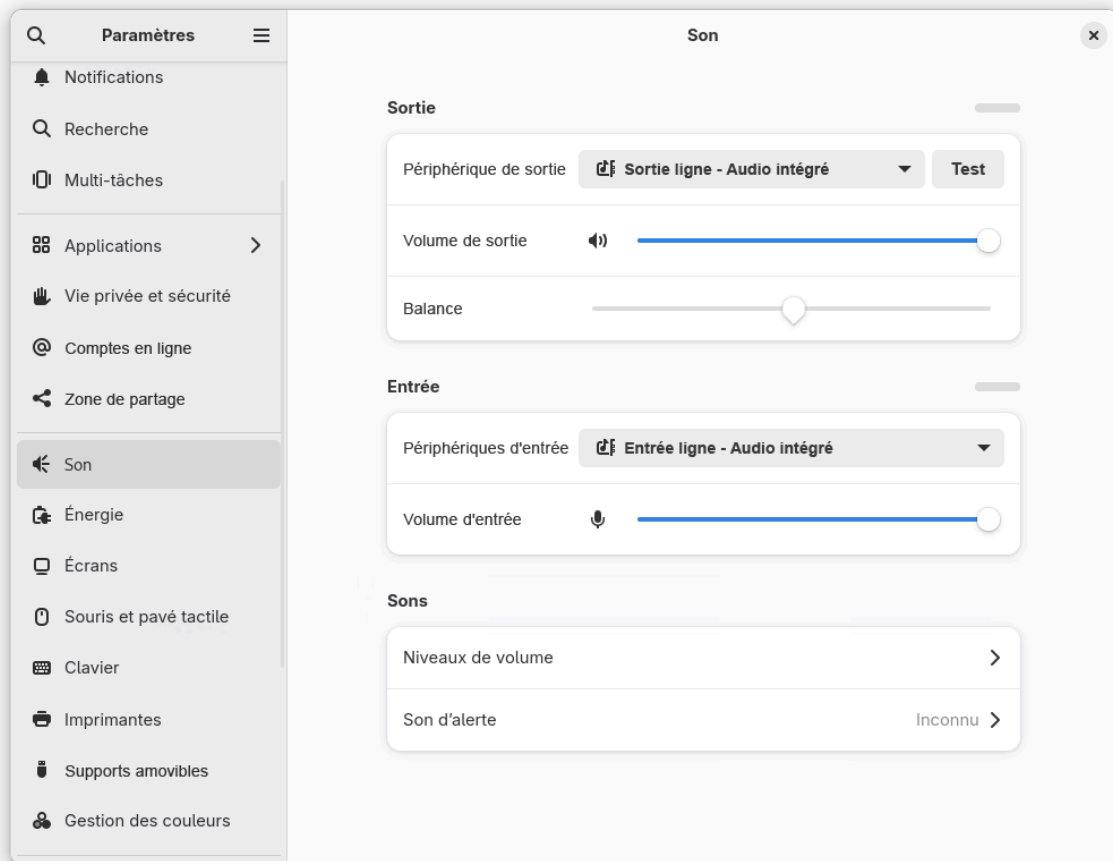 Paramètres
Son
Notifications
Recherche
Multi-tâches
Applications
Vie privée et sécurité
Comptes en ligne
Zone de partage
Son
Énergie
Écrans
Souris et pavé tactile
Clavier
Imprimantes
Supports amovibles
Gestion des couleurs
Sortie
Périphérique de sortie Sortie ligne - Audio intégré Test
Volume de sortie
Balance
Entrée
Périphériques d'entrée Entrée ligne - Audio intégré
Volume d'entrée
Sons
Niveaux de volume
Son d’alerte Inconnu